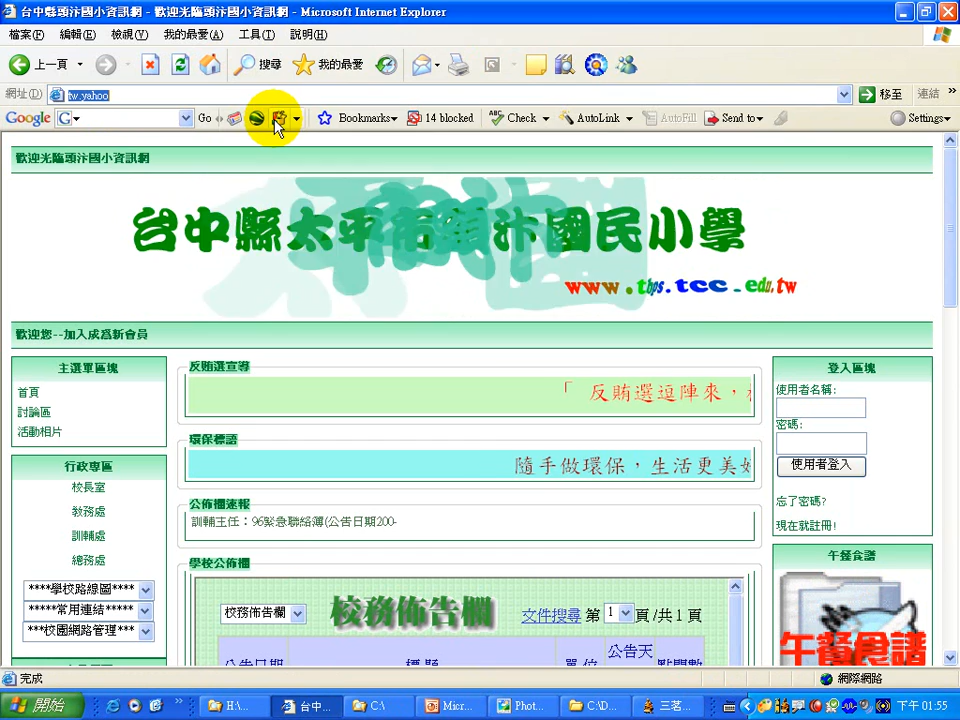 台中縣頭汴國小資訊網 - 歡迎光臨頭汴國小資訊網 - Microsoft Internet Explorer
檔案(F) 編輯(E) 檢視(V) 我的最愛(A) 工具(T) 說明(H)
上一頁 搜尋 我的最愛
網址(D) tw.yahoo 移至 連結 »
Google G Go Bookmarks 14 blocked Check AutoLink AutoFill Send to Settings
歡迎光臨頭汴國小資訊網
台中縣太平市頭汴國民小學
www.tbps.tcc.edu.tw
歡迎您--加入成為新會員
主選單區塊
首頁
討論區
活動相片
行政專區
校長室
教務處
訓輔處
總務處
****學校路線圖****
****常用連結*****
***校園網路管理***
反賄選宣導
「 反賄選逗陣來,
環保標語
隨手做環保,生活更美
公佈欄速報
訓輔主任:96緊急聯絡簿(公告日期200-
學校公佈欄
校務佈告欄 校務佈告欄 文件搜尋 第 1 頁 /共 1 頁
公告日期 標 題 單 位 公告天 點閱數
登入區塊
使用者名稱:
密碼:
使用者登入
忘了密碼?
現在就註冊!
午餐食譜
午餐食譜
完成 網際網路
開始 H:\... 台中... C:\ Micr... Phot... C:\D... 三茗... 下午 01:55